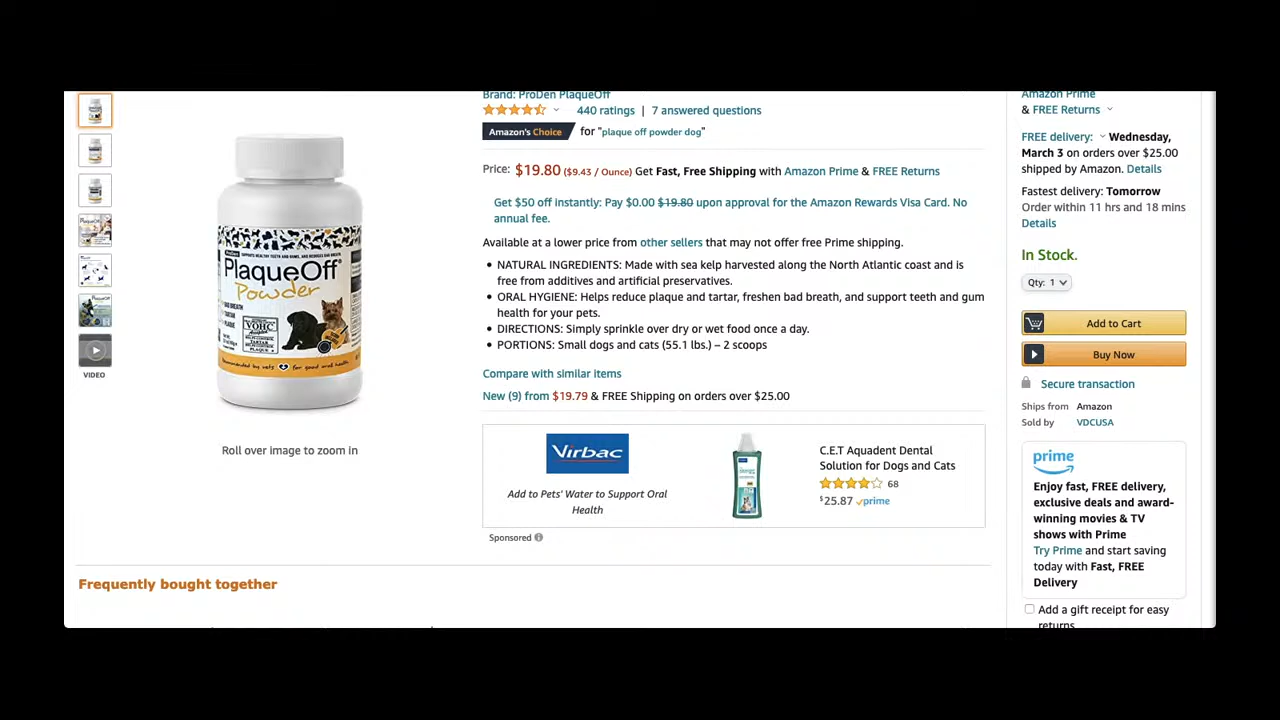 Brand: ProDen PlaqueOff
440 ratings | 7 answered questions
Amazon's Choice for "plaque off powder dog"
Price: $19.80 ($9.43 / Ounce) Get Fast, Free Shipping with Amazon Prime & FREE Returns
Get $50 off instantly: Pay $0.00 $19.80 upon approval for the Amazon Rewards Visa Card. No
annual fee.
Available at a lower price from other sellers that may not offer free Prime shipping.
• NATURAL INGREDIENTS: Made with sea kelp harvested along the North Atlantic coast and is
free from additives and artificial preservatives.
• ORAL HYGIENE: Helps reduce plaque and tartar, freshen bad breath, and support teeth and gum
health for your pets.
• DIRECTIONS: Simply sprinkle over dry or wet food once a day.
• PORTIONS: Small dogs and cats (55.1 lbs.) – 2 scoops
Compare with similar items
New (9) from $19.79 & FREE Shipping on orders over $25.00
PlaqueOff
Powder
BAD BREATH
TARTAR
PLAQUE
VOHC
Recommended by vets for good oral health
VIDEO
Roll over image to zoom in
Virbac
Add to Pets' Water to Support Oral
Health
C.E.T Aquadent Dental
Solution for Dogs and Cats
68
$25.87 prime
Sponsored
Frequently bought together
Amazon Prime
& FREE Returns
FREE delivery: Wednesday,
March 3 on orders over $25.00
shipped by Amazon. Details
Fastest delivery: Tomorrow
Order within 11 hrs and 18 mins
Details
In Stock.
Qty: 1
Add to Cart
Buy Now
Secure transaction
Ships from Amazon
Sold by VDCUSA
prime
Enjoy fast, FREE delivery,
exclusive deals and award-
winning movies & TV
shows with Prime
Try Prime and start saving
today with Fast, FREE
Delivery
Add a gift receipt for easy
returns